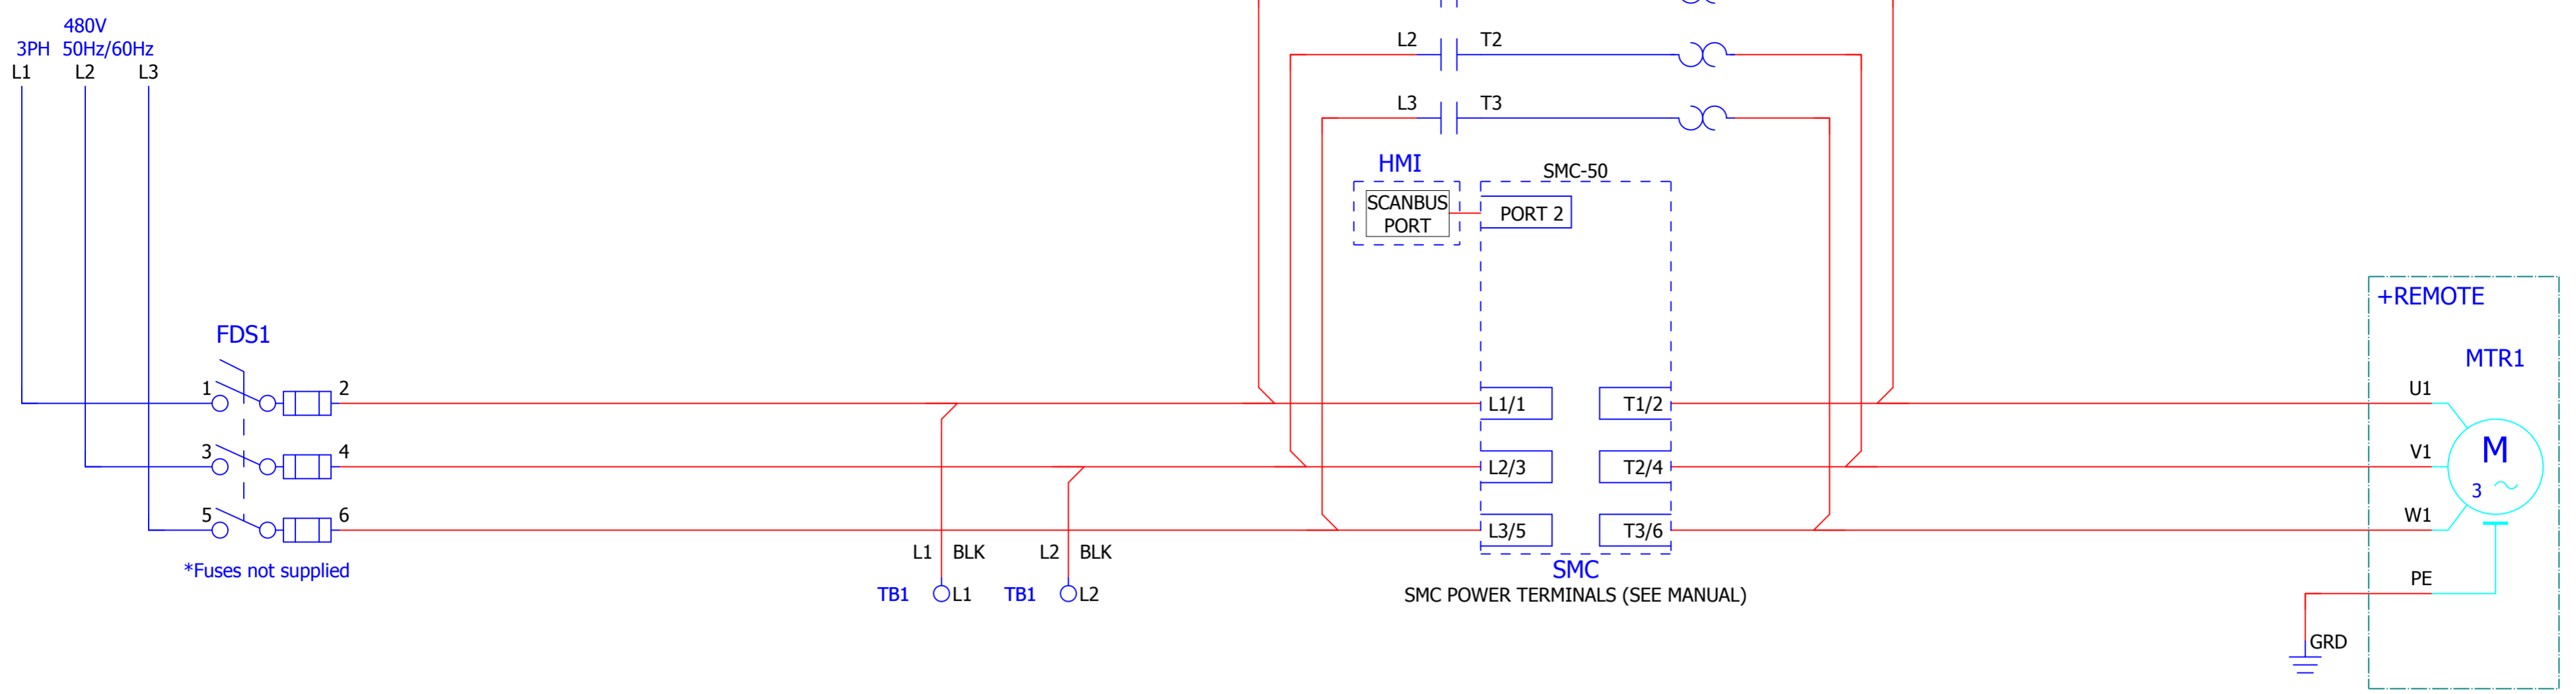 480V
3PH 50Hz/60Hz
L1 L2 L3
L2 T2
L3 T3
HMI
SCANBUS
PORT
SMC-50
PORT 2
+REMOTE
MTR1
FDS1
1 2
3 4
5 6
*Fuses not supplied
L1/1 T1/2
L2/3 T2/4
L3/5 T3/6
U1
V1
W1
PE
M
3
L1 BLK L2 BLK
TB1 L1 TB1 L2
SMC
SMC POWER TERMINALS (SEE MANUAL)
GRD